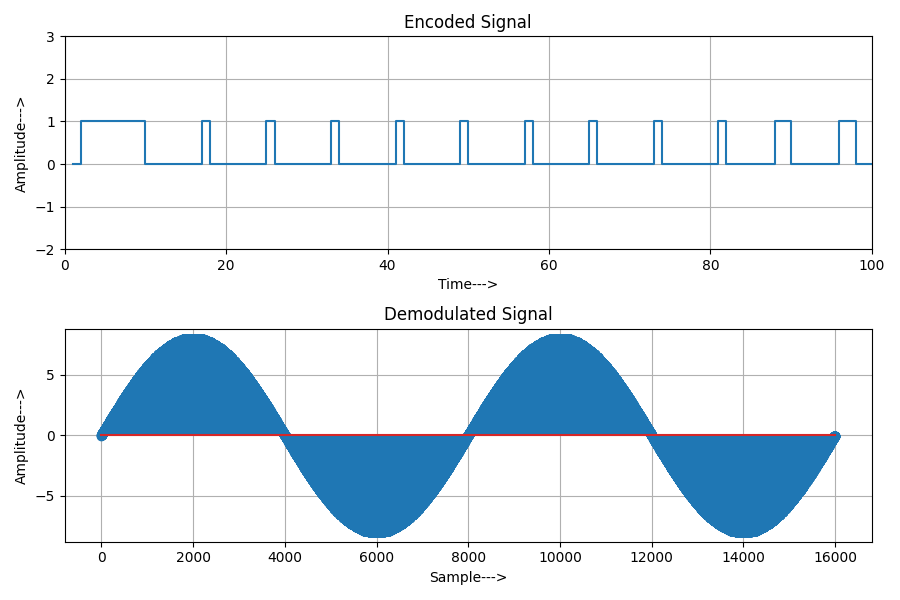 Encoded Signal
3
2
1
0
−1
−2
Amplitude--->
0 20 40 60 80 100
Time--->
Demodulated Signal
5
0
−5
Amplitude--->
0 2000 4000 6000 8000 10000 12000 14000 16000
Sample--->